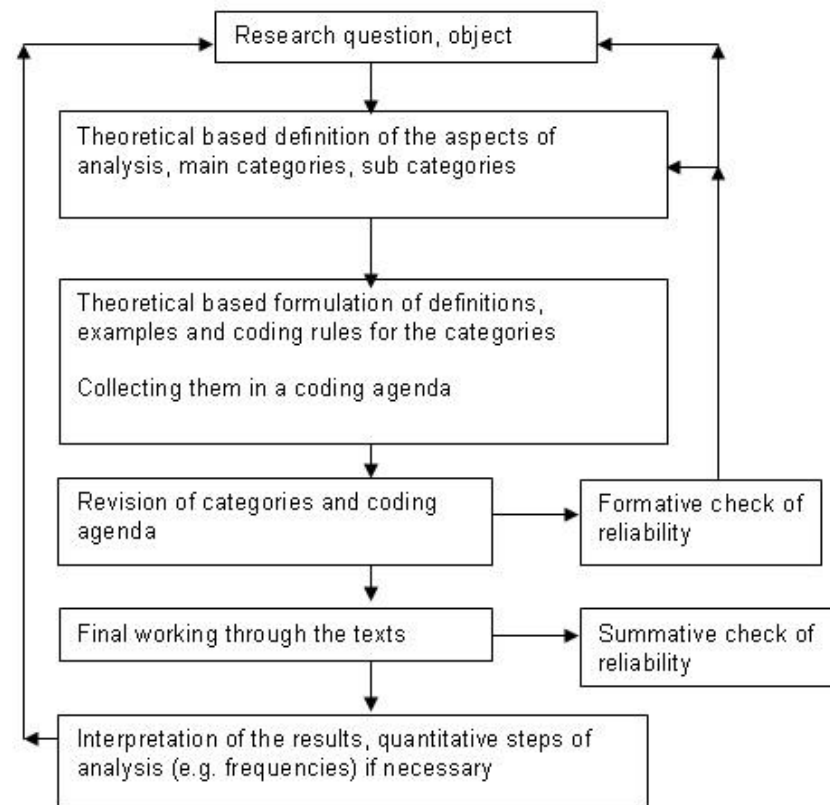 Research question, object
Theoretical based definition of the aspects of
analysis, main categories, sub categories
Theoretical based formulation of definitions,
examples and coding rules for the categories
Collecting them in a coding agenda
Revision of categories and coding
agenda
Formative check of
reliability
Final working through the texts
Summative check of
reliability
Interpretation of the results, quantitative steps of
analysis (e.g. frequencies) if necessary